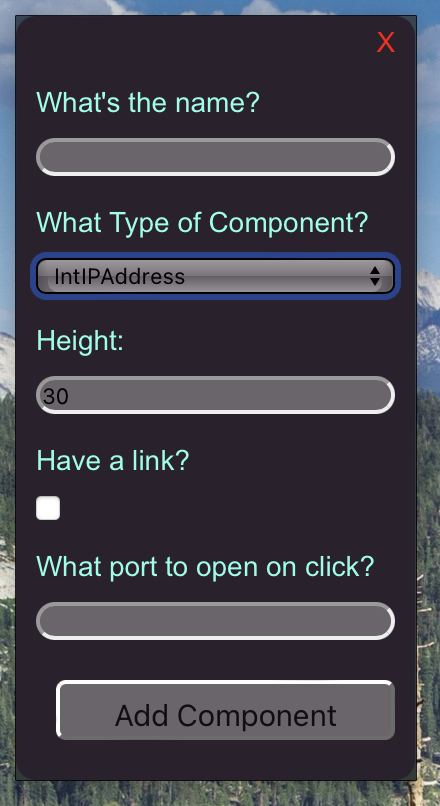 X
What's the name?
What Type of Component?
IntIPAddress
Height:
30
Have a link?
What port to open on click?
Add Component